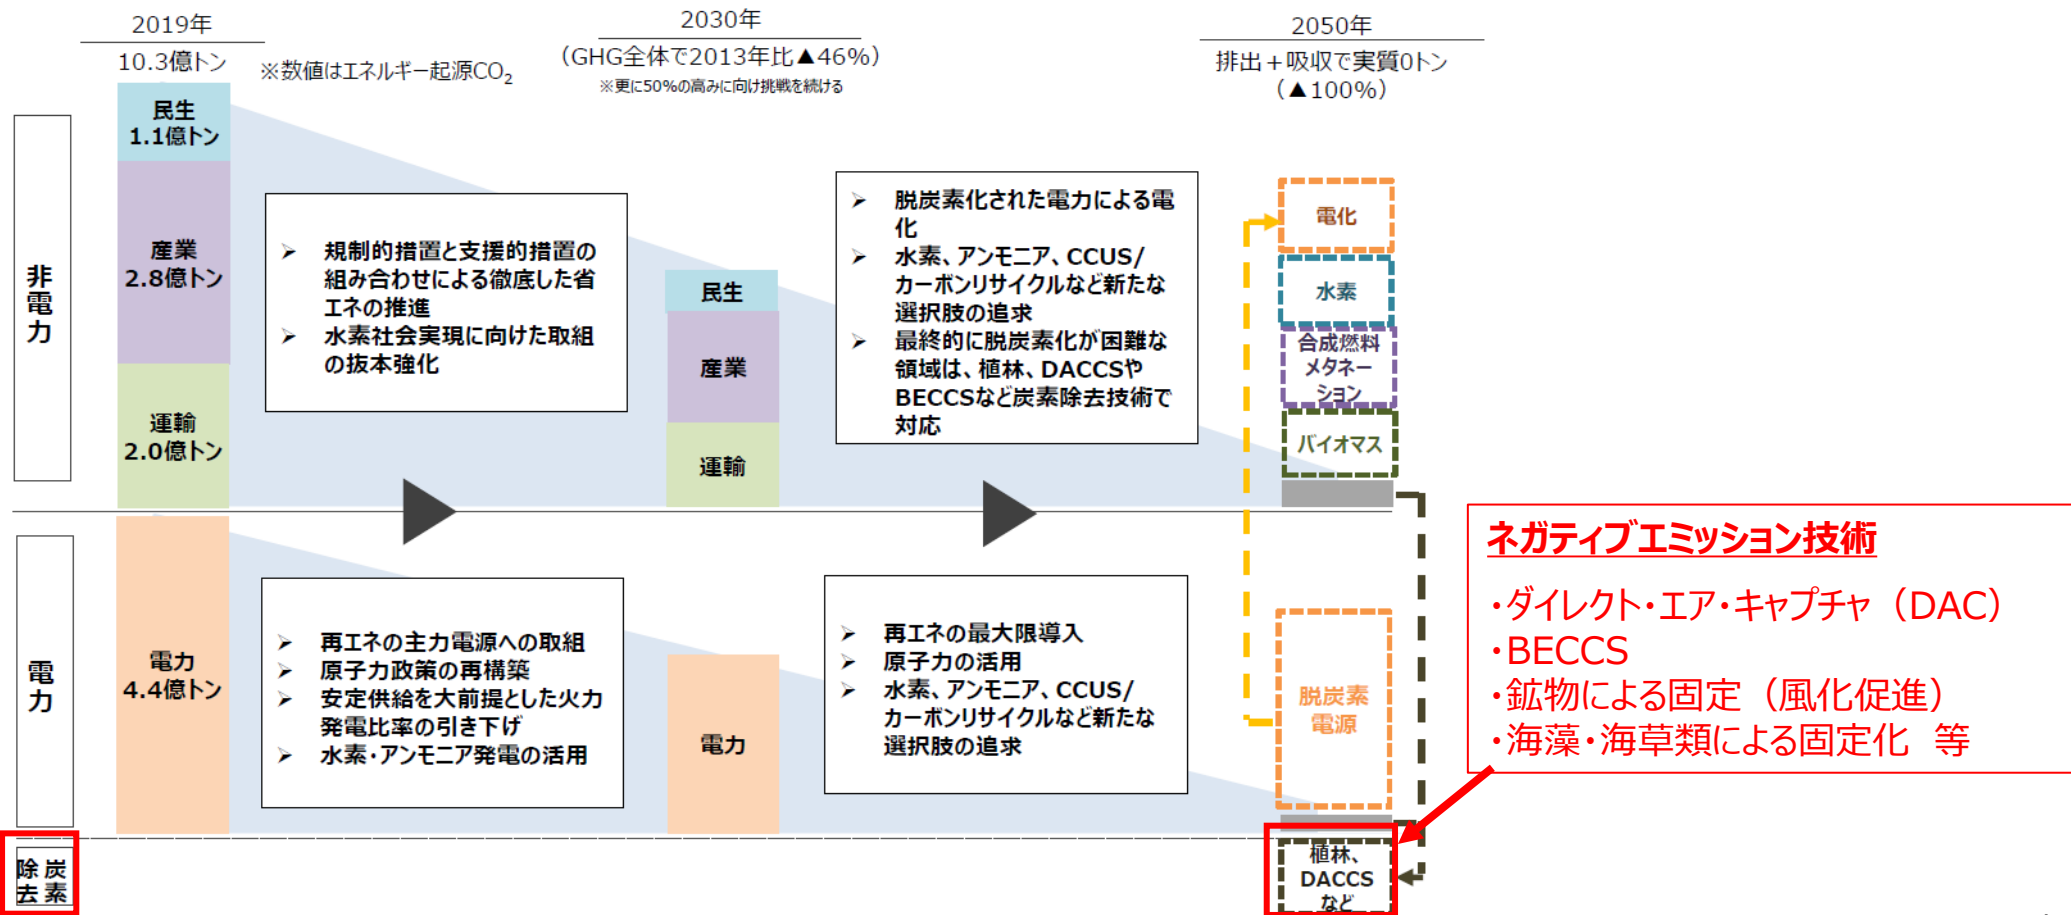 2019年
10.3億トン
※数値はエネルギー起源CO₂
2030年
(GHG全体で2013年比▲46%)
※更に50%の高みに向け挑戦を続ける
2050年
排出+吸収で実質0トン
(▲100%)
非電力
民生
1.1億トン
産業
2.8億トン
運輸
2.0億トン
➢ 規制的措置と支援的措置の
組み合わせによる徹底した省
エネの推進
➢ 水素社会実現に向けた取組
の抜本強化
民生
産業
運輸
➢ 脱炭素化された電力による電
化
➢ 水素、アンモニア、CCUS/
カーボンリサイクルなど新たな
選択肢の追求
➢ 最終的に脱炭素化が困難な
領域は、植林、DACCSや
BECCSなど炭素除去技術で
対応
電化
水素
合成燃料
メタネー
ション
バイオマス
電力
電力
4.4億トン
➢ 再エネの主力電源への取組
➢ 原子力政策の再構築
➢ 安定供給を大前提とした火力
発電比率の引き下げ
➢ 水素・アンモニア発電の活用
電力
➢ 再エネの最大限導入
➢ 原子力の活用
➢ 水素、アンモニア、CCUS/
カーボンリサイクルなど新たな
選択肢の追求
脱炭素
電源
ネガティブエミッション技術
・ダイレクト・エア・キャプチャ(DAC)
・BECCS
・鉱物による固定(風化促進)
・海藻・海草類による固定化 等
炭素
除去
植林、
DACCS
など